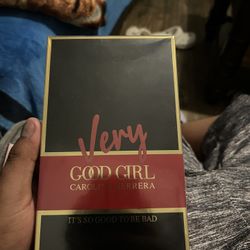 Very
GOOD GIRL
CAROLINA HERRERA
IT'S SO GOOD TO BE BAD